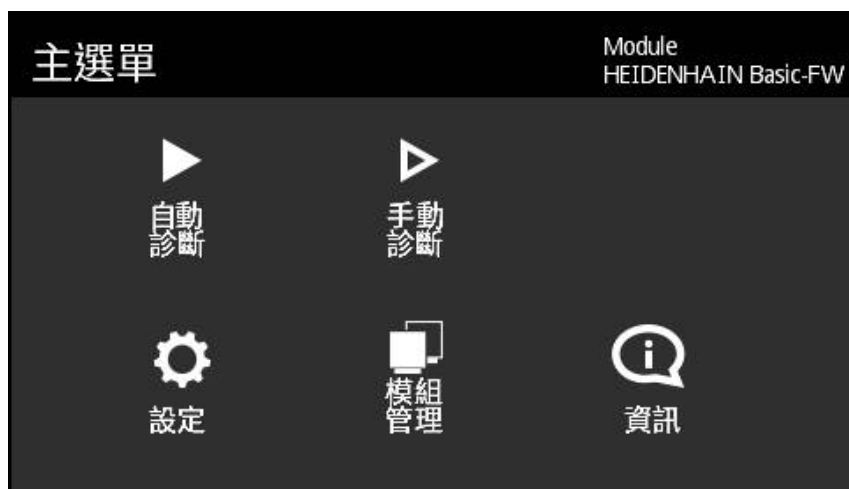 主選單
Module
HEIDENHAIN Basic-FW
自動
診斷
手動
診斷
設定
模組
管理
資訊